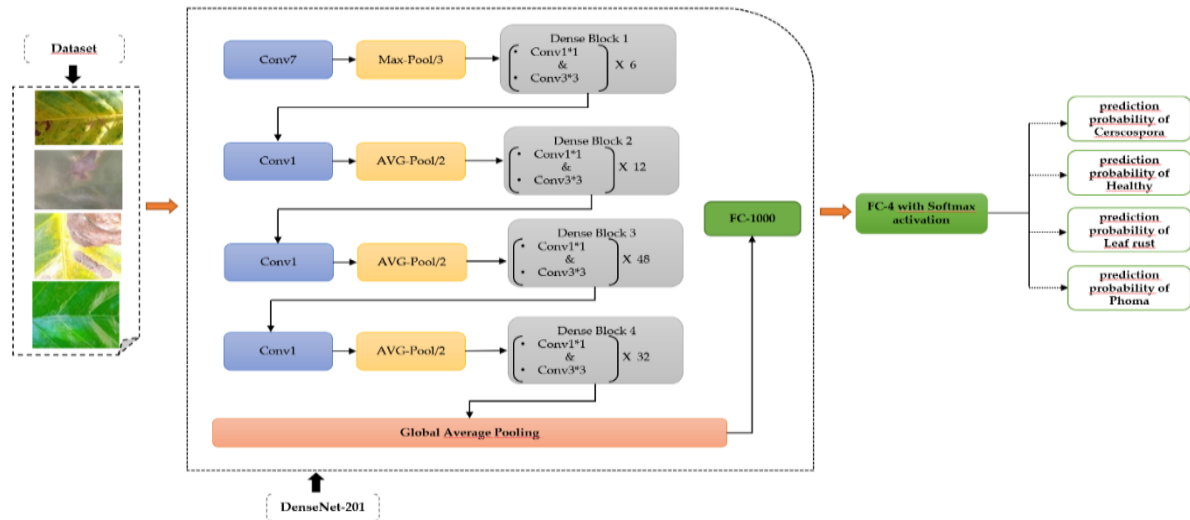 Dataset
Conv7
Max-Pool/3
Dense Block 1
• Conv1*1
&
• Conv3*3
X 6
Conv1
AVG-Pool/2
Dense Block 2
• Conv1*1
&
• Conv3*3
X 12
Conv1
AVG-Pool/2
Dense Block 3
• Conv1*1
&
• Conv3*3
X 48
Conv1
AVG-Pool/2
Dense Block 4
• Conv1*1
&
• Conv3*3
X 32
Global Average Pooling
DenseNet-201
FC-1000
FC-4 with Softmax
activation
prediction
probability of
Cerscospora
prediction
probability of
Healthy
prediction
probability of
Leaf rust
prediction
probability of
Phoma